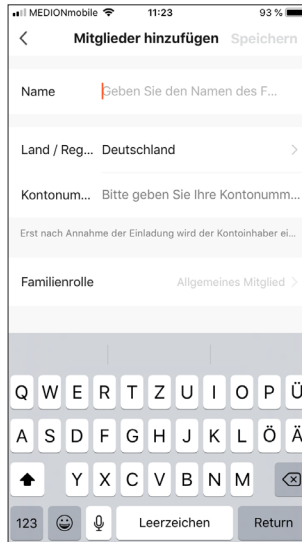 MEDIONmobile 11:23 93 %
Mitglieder hinzufügen Speichern
Name Geben Sie den Namen des F...
Land / Reg... Deutschland
Kontonum... Bitte geben Sie Ihre Kontonumm...
Erst nach Annahme der Einladung wird der Kontoinhaber ei...
Familienrolle Allgemeines Mitglied
Q W E R T Z U I O P Ü
A S D F G H J K L Ö Ä
Y X C V B N M
123 Leerzeichen Return